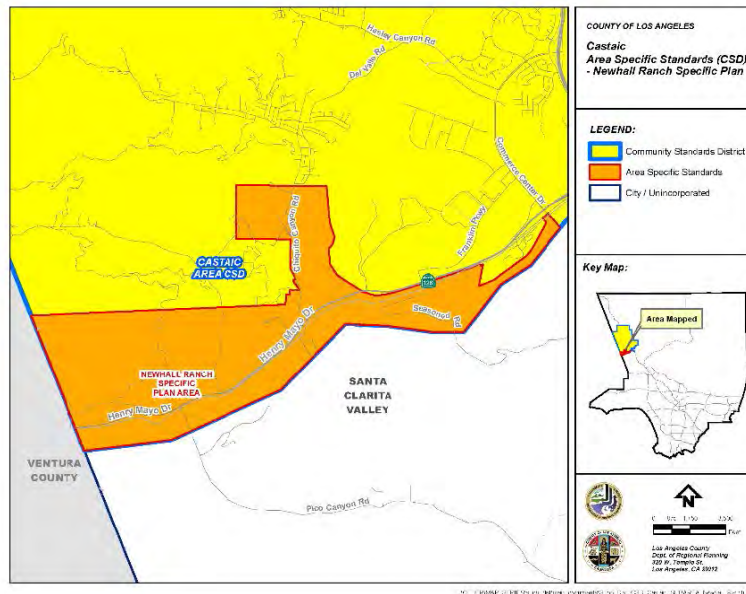 COUNTY OF LOS ANGELES
Castaic
Area Specific Standards (CSD)
- Newhall Ranch Specific Plan
LEGEND:
Community Standards District
Area Specific Standards
City / Unincorporated
Key Map:
Area Mapped
N
Los Angeles County
Dept. of Regional Planning
320 W. Temple St.
Los Angeles, CA 90012
Hasley Canyon Rd
Del Valle Rd
Commerce Center Dr
Franklin Pkwy
Chiquito Canyon Rd
CASTAIC
AREA CSD
126
Henry Mayo Dr
NEWHALL RANCH
SPECIFIC
PLAN AREA
Henry Mayo Dr
SANTA
CLARITA
VALLEY
VENTURA
COUNTY
Pico Canyon Rd